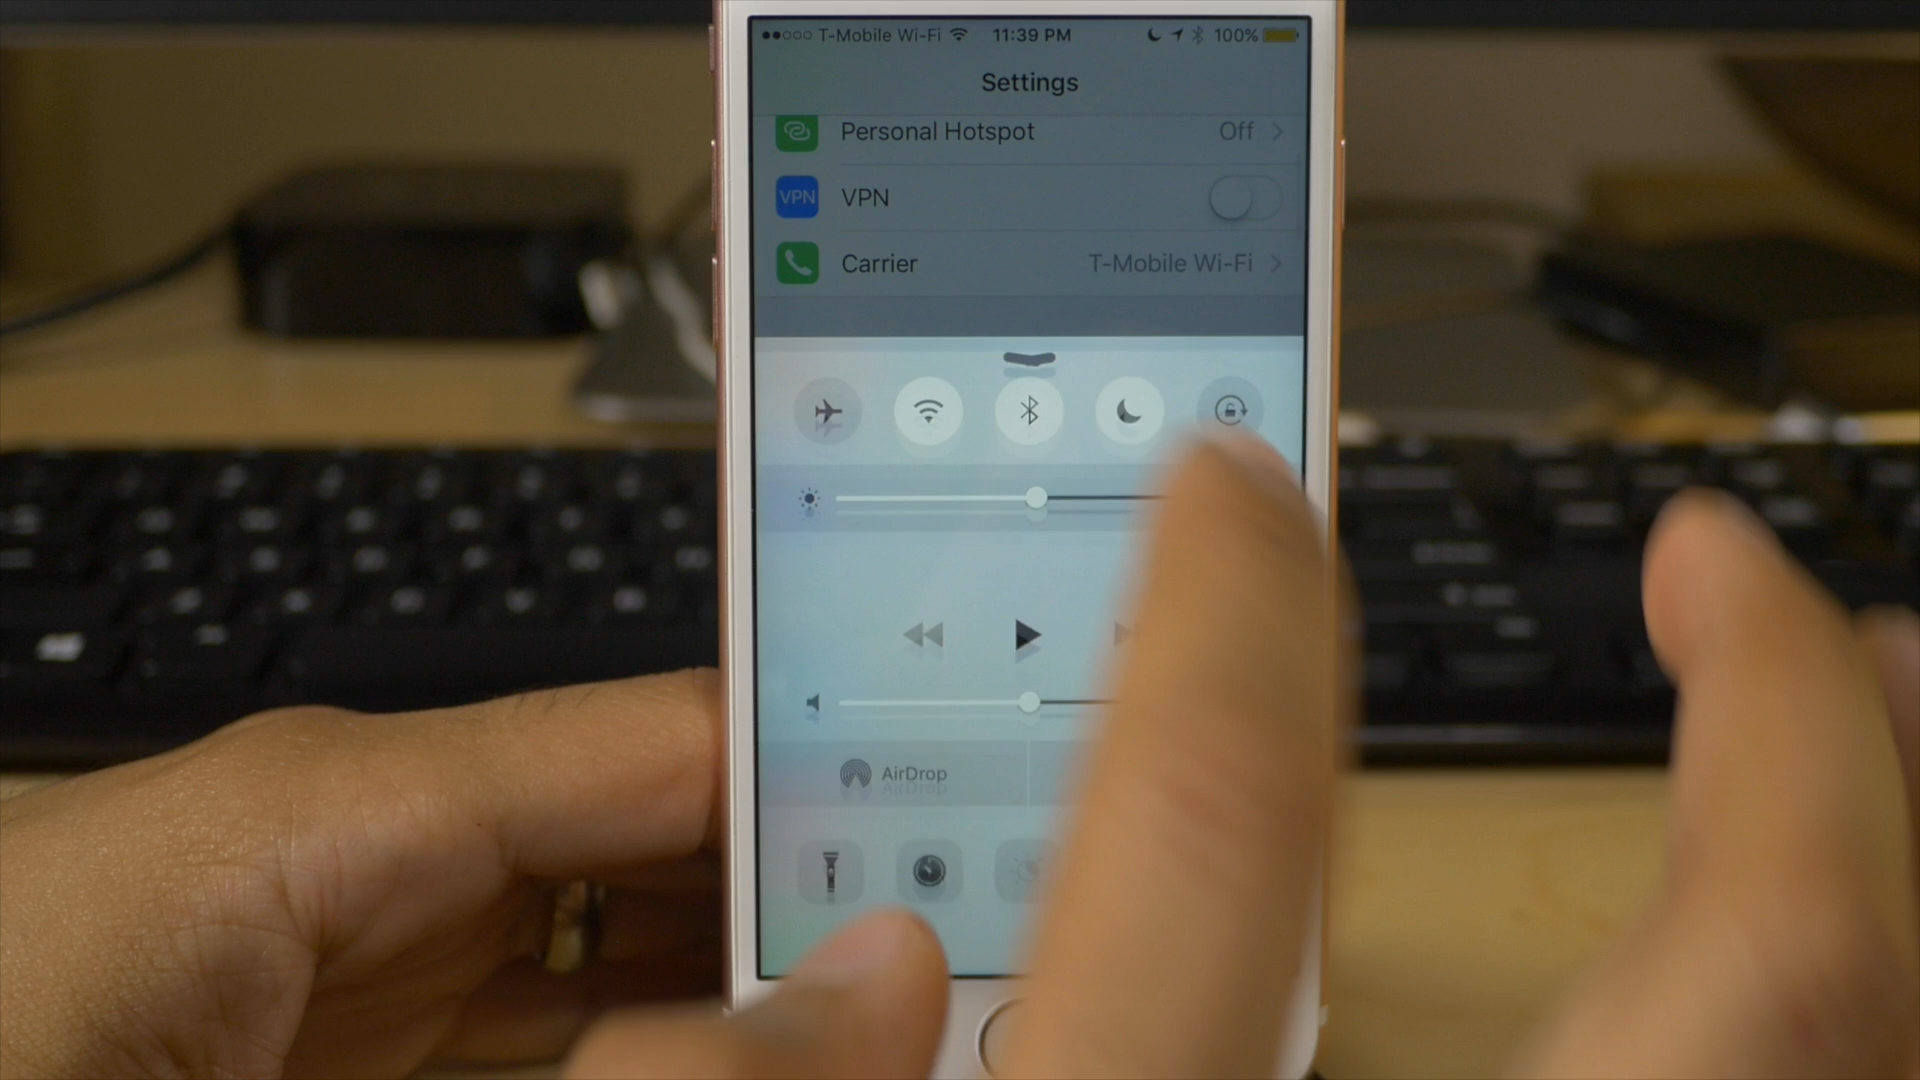 T-Mobile Wi-Fi 11:39 PM 100%
Settings
Personal Hotspot Off
VPN VPN
Carrier T-Mobile Wi-Fi
AirDrop